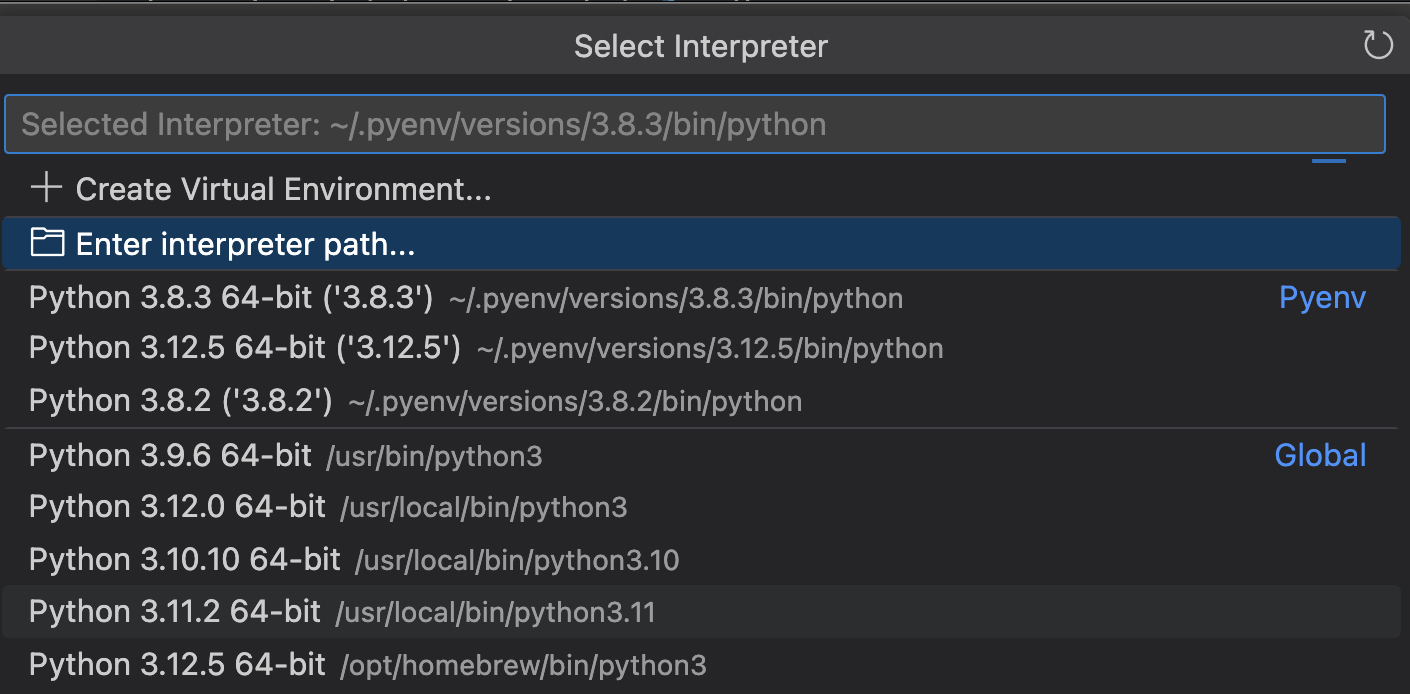 Select Interpreter
Selected Interpreter: ~/.pyenv/versions/3.8.3/bin/python
Create Virtual Environment...
Enter interpreter path...
Python 3.8.3 64-bit ('3.8.3') ~/.pyenv/versions/3.8.3/bin/python Pyenv
Python 3.12.5 64-bit ('3.12.5') ~/.pyenv/versions/3.12.5/bin/python
Python 3.8.2 ('3.8.2') ~/.pyenv/versions/3.8.2/bin/python
Python 3.9.6 64-bit /usr/bin/python3 Global
Python 3.12.0 64-bit /usr/local/bin/python3
Python 3.10.10 64-bit /usr/local/bin/python3.10
Python 3.11.2 64-bit /usr/local/bin/python3.11
Python 3.12.5 64-bit /opt/homebrew/bin/python3